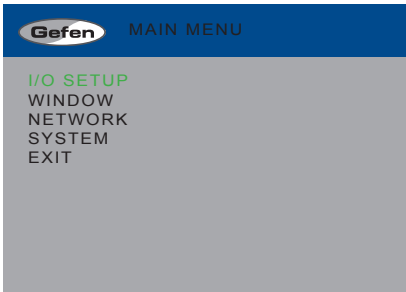 Gefen MAIN MENU
I/O SETUP
WINDOW
NETWORK
SYSTEM
EXIT